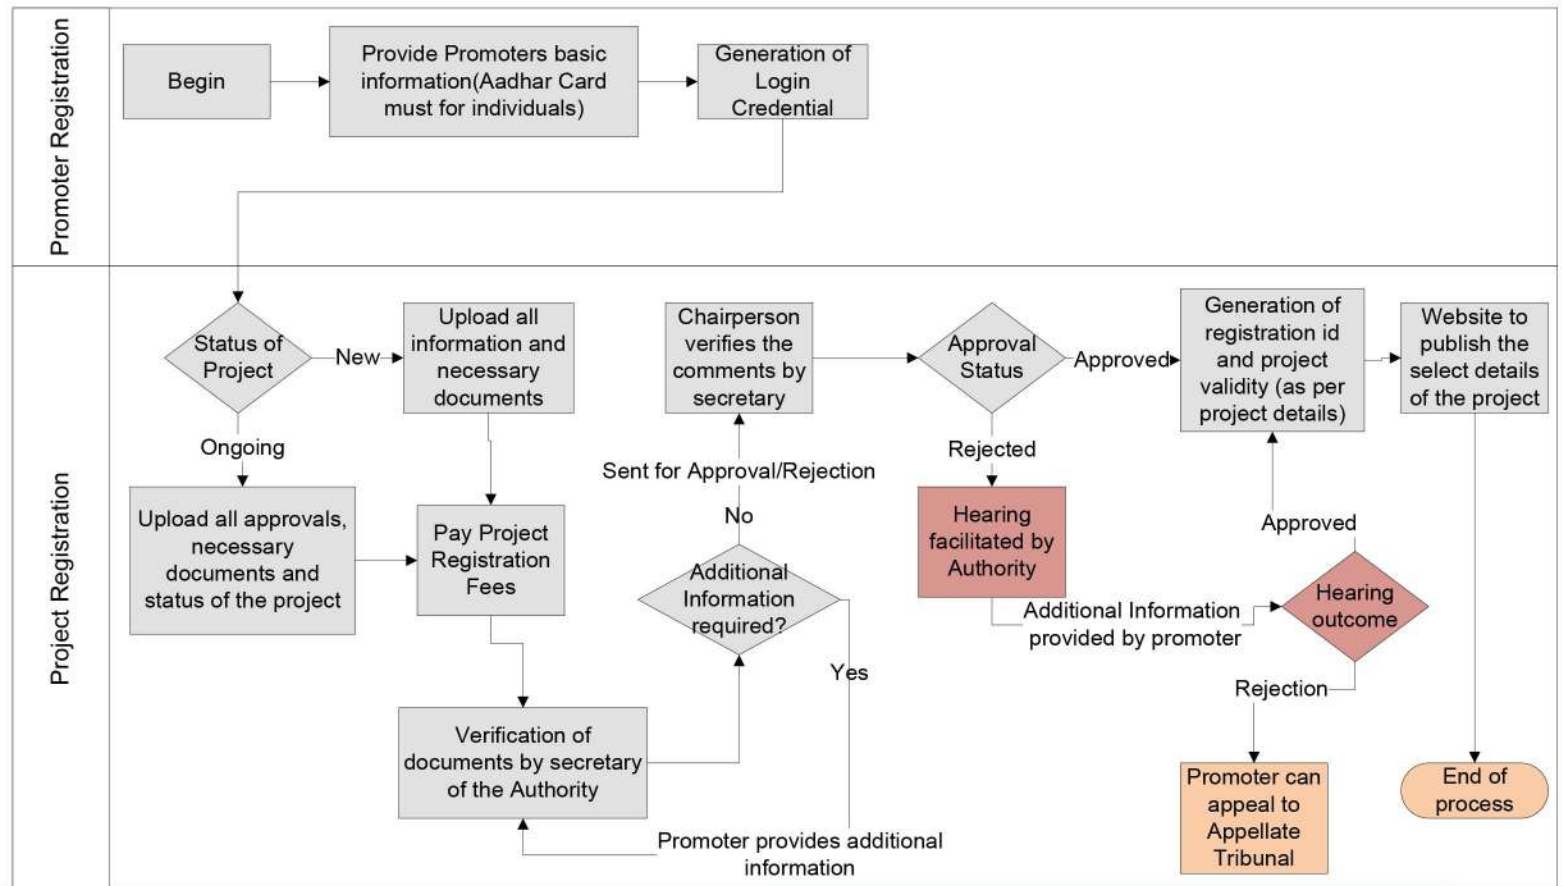 Promoter Registration
Begin
Provide Promoters basic
information(Aadhar Card
must for individuals)
Generation of
Login
Credential
Project Registration
Status of
Project
New
Upload all
information and
necessary
documents
Ongoing
Upload all approvals,
necessary
documents and
status of the project
Pay Project
Registration
Fees
Verification of
documents by secretary
of the Authority
Additional
Information
required?
Yes
Promoter provides additional
information
No
Sent for Approval/Rejection
Chairperson
verifies the
comments by
secretary
Approval
Status
Approved
Rejected
Hearing
facilitated by
Authority
Additional Information
provided by promoter
Hearing
outcome
Approved
Rejection
Promoter can
appeal to
Appellate
Tribunal
Generation of
registration id
and project
validity (as per
project details)
Website to
publish the
select details
of the project
End of
process